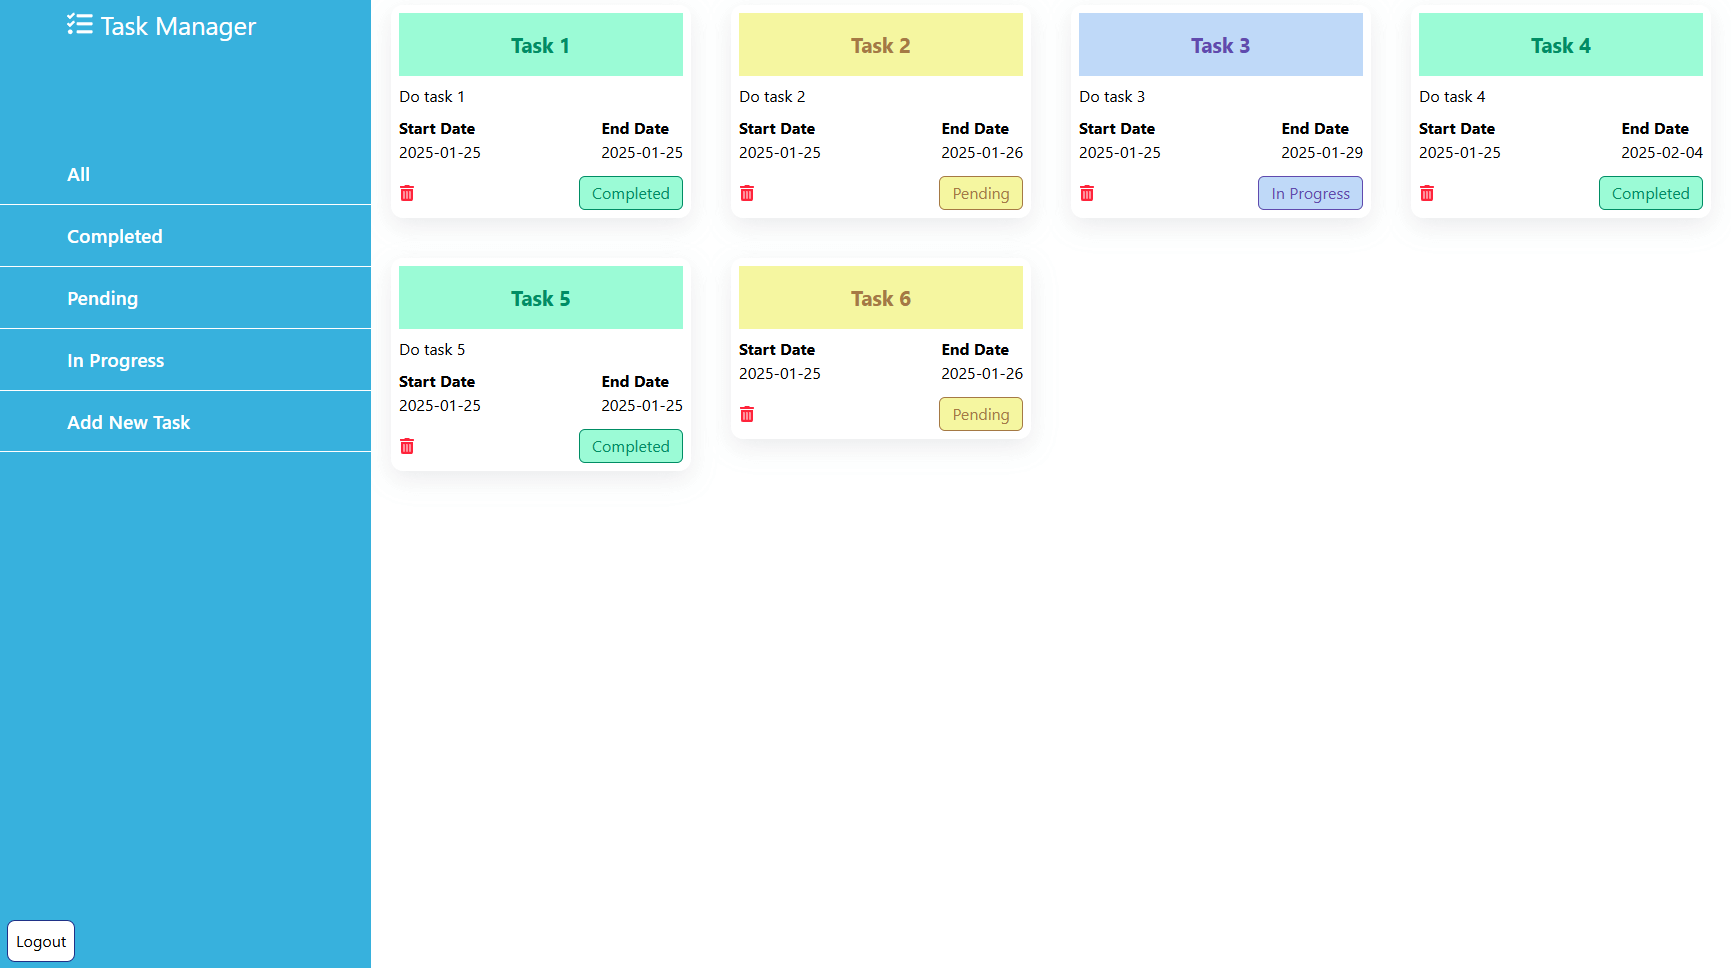 Task Manager
All
Completed
Pending
In Progress
Add New Task
Logout
Task 1
Do task 1
Start Date End Date
2025-01-25 2025-01-25
Completed
Task 2
Do task 2
Start Date End Date
2025-01-25 2025-01-26
Pending
Task 3
Do task 3
Start Date End Date
2025-01-25 2025-01-29
In Progress
Task 4
Do task 4
Start Date End Date
2025-01-25 2025-02-04
Completed
Task 5
Do task 5
Start Date End Date
2025-01-25 2025-01-25
Completed
Task 6
Start Date End Date
2025-01-25 2025-01-26
Pending